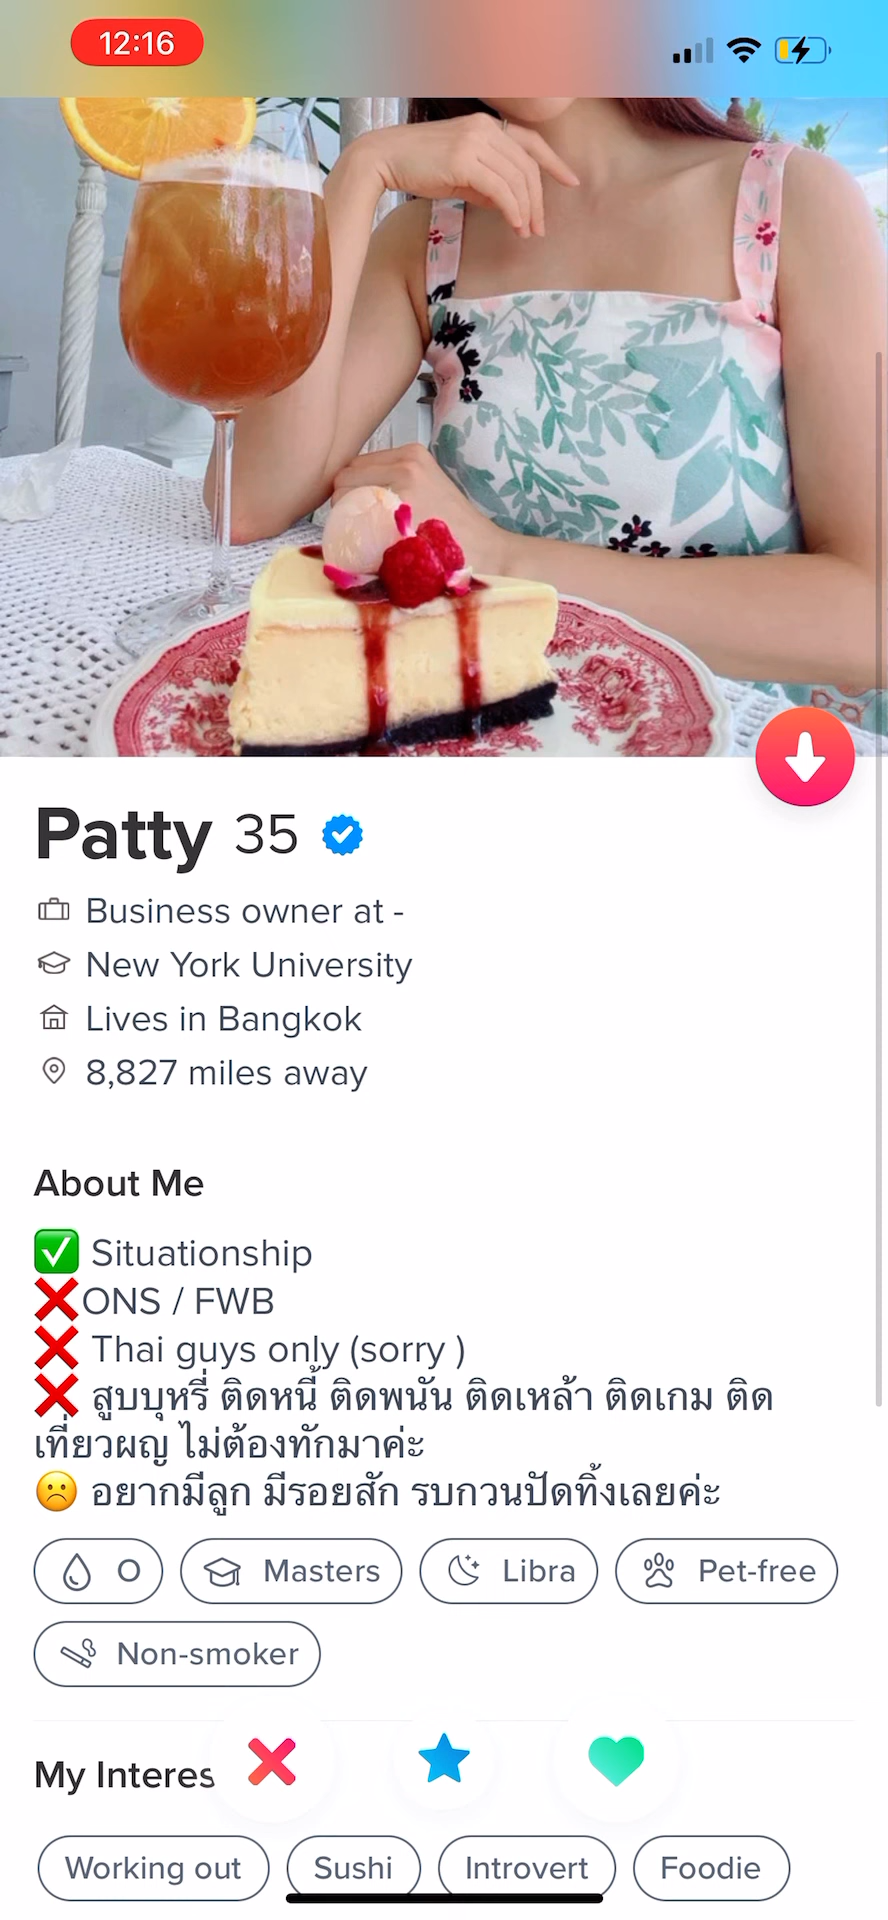 12:16
Patty 35
Business owner at -
New York University
Lives in Bangkok
8,827 miles away
About Me
✅ Situationship
❌ONS / FWB
❌ Thai guys only (sorry )
❌ สูบบุหรี่ ติดหนี้ ติดพนัน ติดเหล้า ติดเกม ติด
เที่ยวผญ ไม่ต้องทักมาค่ะ
☹️ อยากมีลูก มีรอยสัก รบกวนปัดทิ้งเลยค่ะ
O Masters Libra Pet-free
Non-smoker
My Interes
Working out Sushi Introvert Foodie